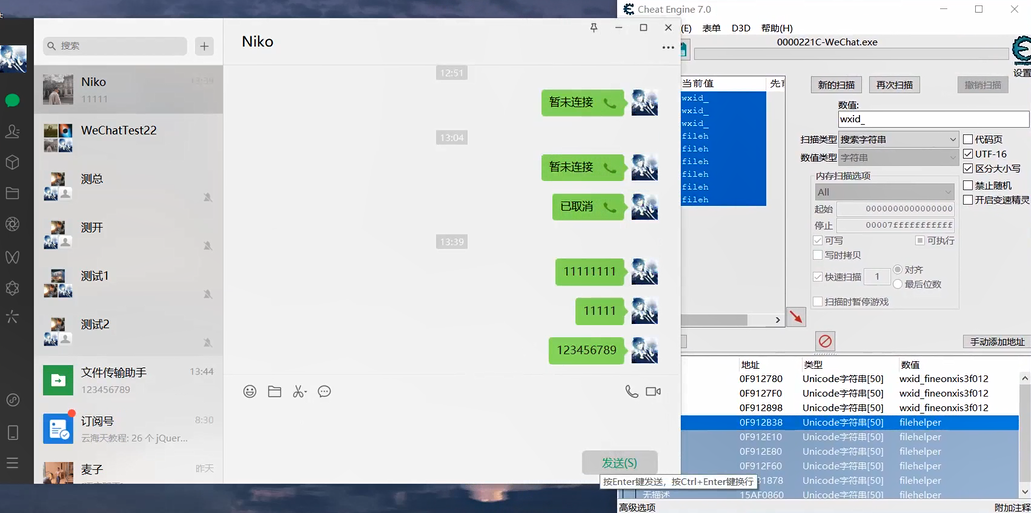 Cheat Engine 7.0
(E) 表单 D3D 帮助(H)
0000221C-WeChat.exe
设置
搜索
Niko
11111
WeChatTest22
测总
测开
测试1
测试2
文件传输助手 13:44
123456789
订阅号 8:30
云海天教程: 26 个 jQuer...
麦子 昨天
Niko
12:51
暂未连接
13:04
暂未连接
已取消
13:39
11111111
11111
123456789
发送(S)
按Enter键发送，按Ctrl+Enter键换行
当前值
wxid_
wxid_
wxid_
fileh
fileh
fileh
fileh
fileh
fileh
新的扫描 再次扫描 撤销扫描
数值:
wxid_
扫描类型 搜索字符串
数值类型 字符串
代码页
UTF-16
区分大小写
禁止随机
开启变速精灵
内存扫描选项
All
起始 0000000000000000
停止 00007fffffffffff
可写 可执行
写时拷贝
快速扫描 1 对齐
最后位数
扫描时暂停游戏
手动添加地址
地址 类型 数值
0F912780 Unicode字符串[50] wxid_fineonxis3f012
0F9127F0 Unicode字符串[50] wxid_fineonxis3f012
0F912898 Unicode字符串[50] wxid_fineonxis3f012
0F912B38 Unicode字符串[50] filehelper
0F912E10 Unicode字符串[50] filehelper
0F912E80 Unicode字符串[50] filehelper
0F912F60 Unicode字符串[50] filehelper
31878 Unicode字符串[50] filehelper
无描述 15AF0860 Unicode字符串[50] filehelper
高级选项 附加注释